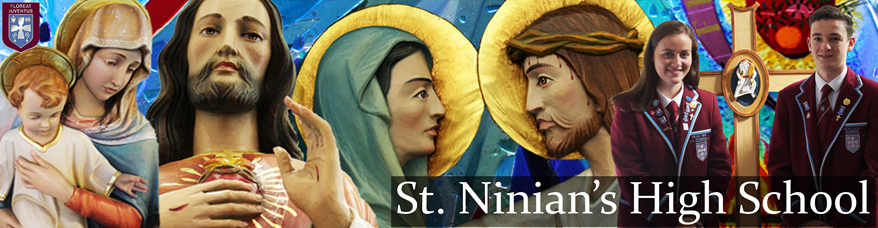 FLOREAT
IUVENTUS
St. Ninian's High School